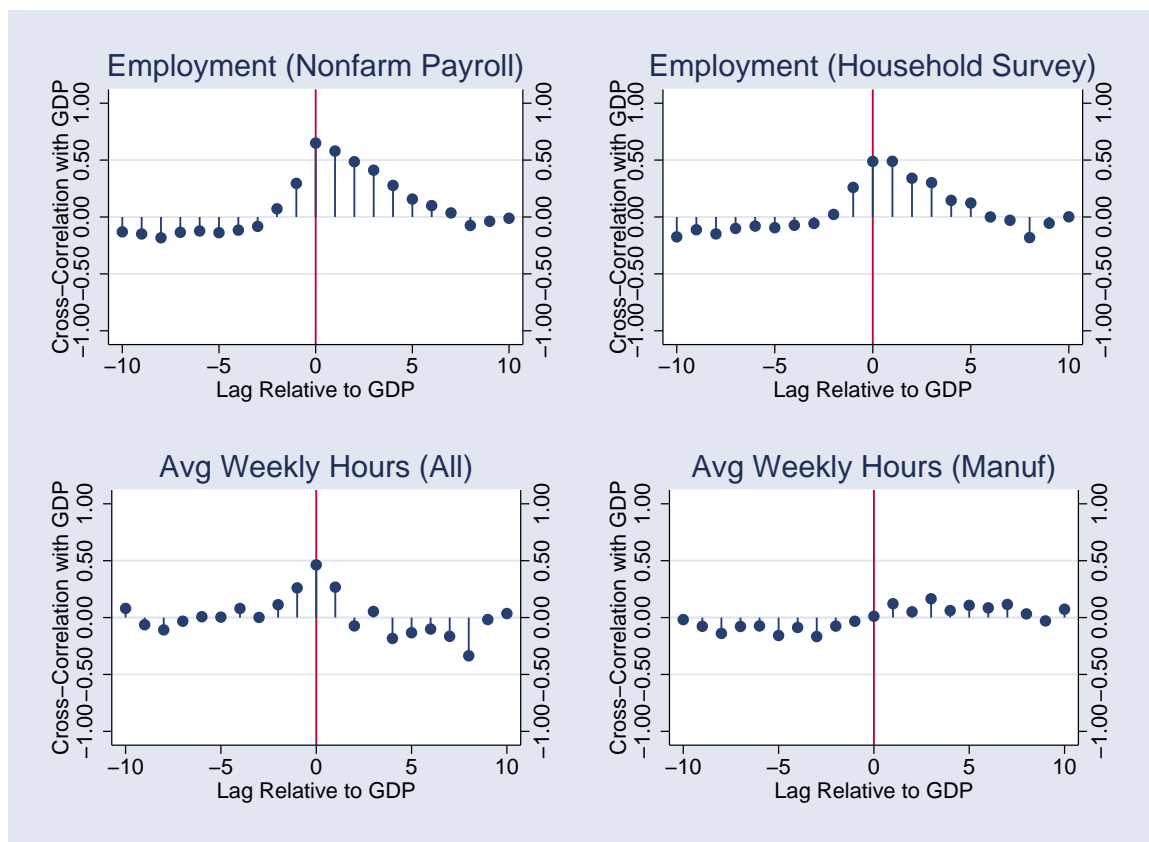 Employment (Nonfarm Payroll)
Cross−Correlation with GDP
1.00
0.50
0.00
−0.50
−1.00
1.00
0.50
0.00
−0.50
−1.00
−10 −5 0 5 10
Lag Relative to GDP
Employment (Household Survey)
Cross−Correlation with GDP
1.00
0.50
0.00
−0.50
−1.00
1.00
0.50
0.00
−0.50
−1.00
−10 −5 0 5 10
Lag Relative to GDP
Avg Weekly Hours (All)
Cross−Correlation with GDP
1.00
0.50
0.00
−0.50
−1.00
1.00
0.50
0.00
−0.50
−1.00
−10 −5 0 5 10
Lag Relative to GDP
Avg Weekly Hours (Manuf)
Cross−Correlation with GDP
1.00
0.50
0.00
−0.50
−1.00
1.00
0.50
0.00
−0.50
−1.00
−10 −5 0 5 10
Lag Relative to GDP